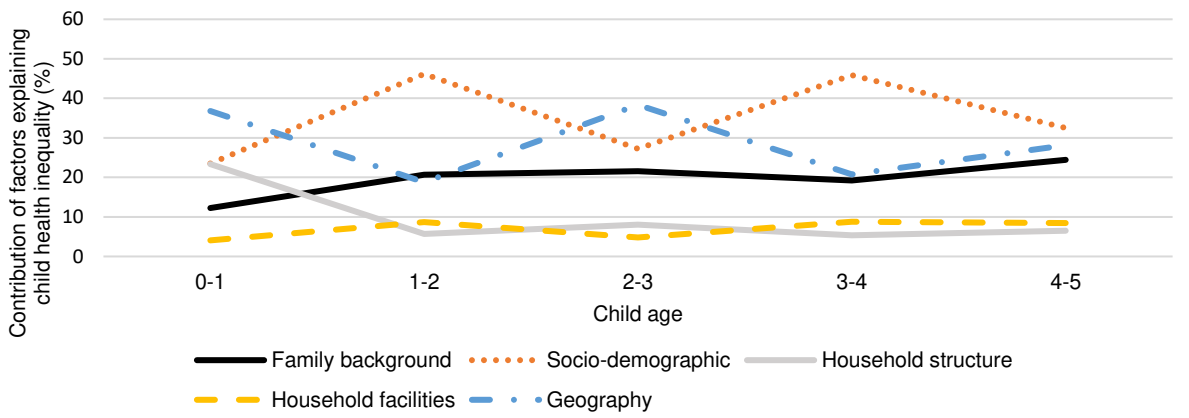 Contribution of factors explaining
child health inequality (%)
60
50
40
30
20
10
0
0-1 1-2 2-3 3-4 4-5
Child age
Family background Socio-demographic Household structure
Household facilities Geography